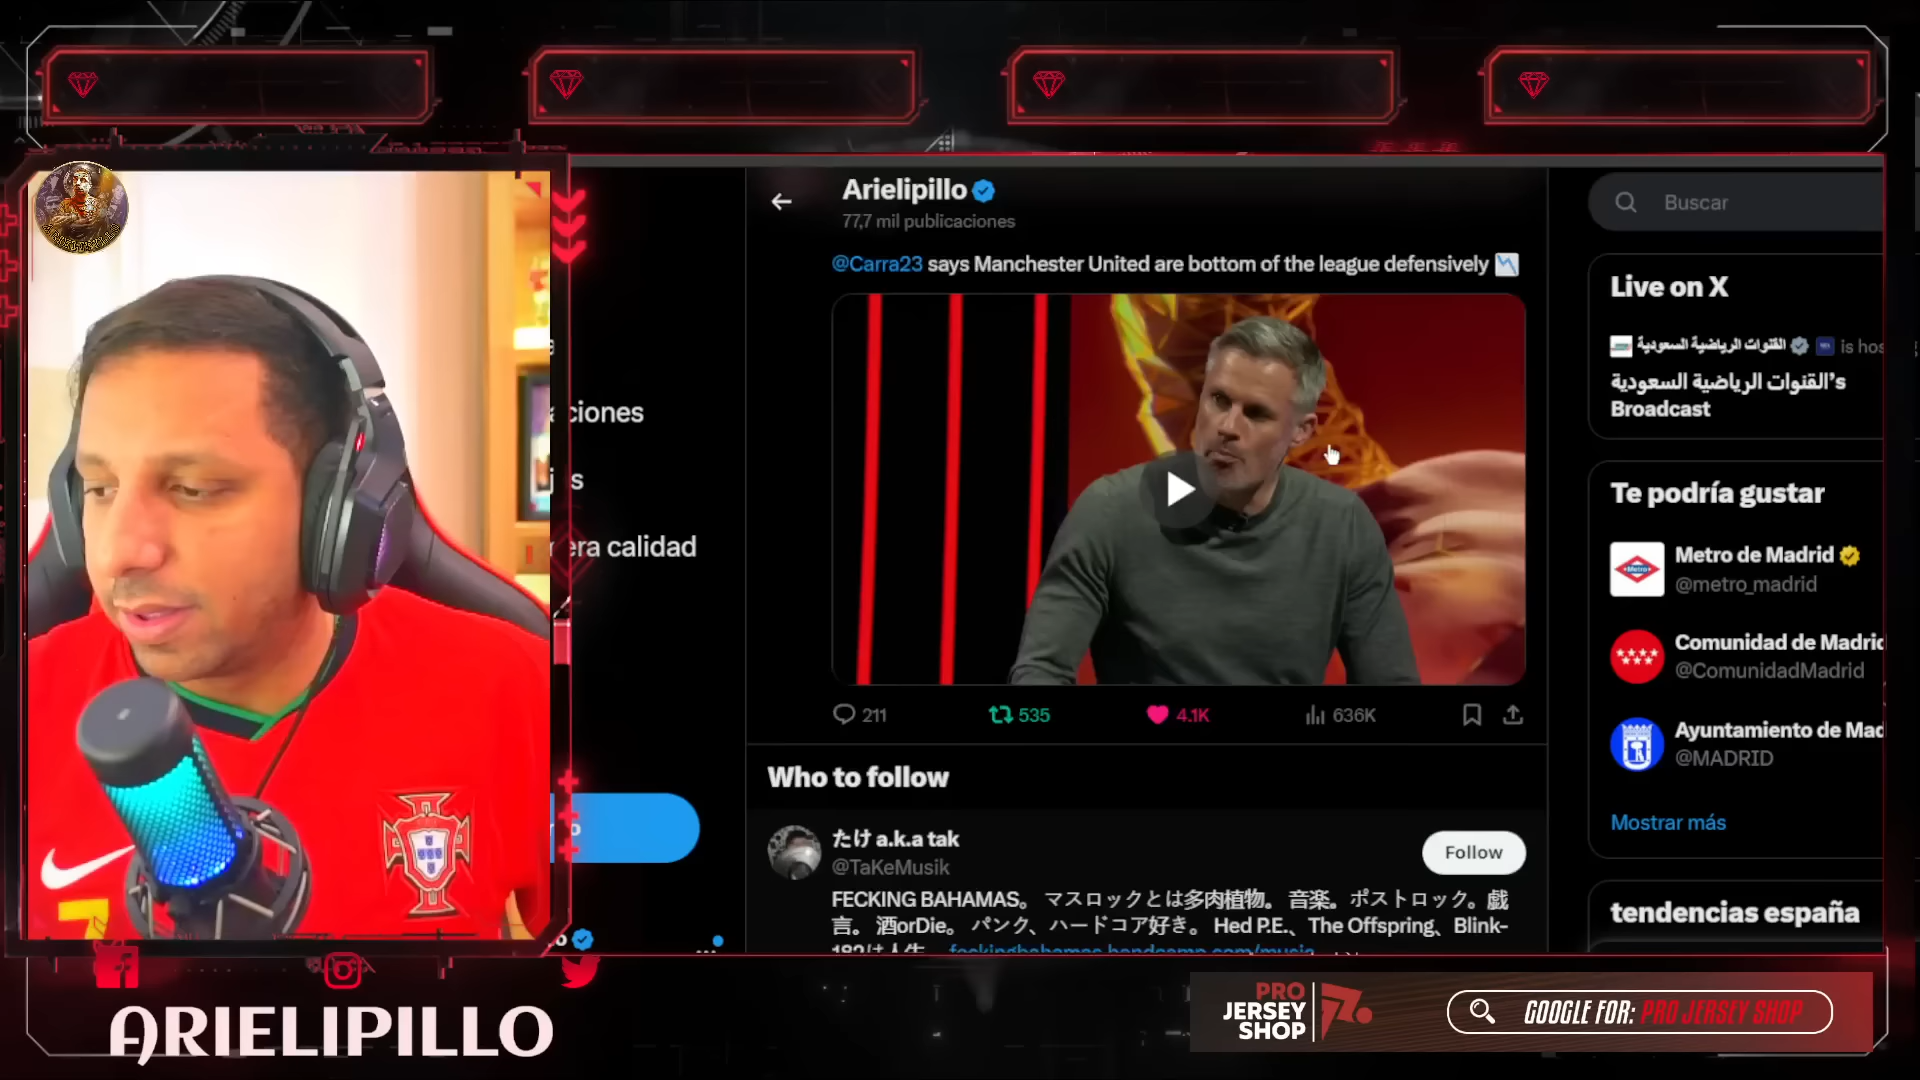 Arielipillo
77,7 mil publicaciones
@Carra23 says Manchester United are bottom of the league defensively
211
535
4.1K
636K
Who to follow
たけ a.k.a tak
@TaKeMusik
Follow
FECKING BAHAMAS。 マスロックとは多肉植物。 音楽。ポストロック。戯
言。 酒orDie。 パンク、ハードコア好き。 Hed P.E.、The Offspring、Blink-
ciones
s
era calidad
Buscar
Live on X
القنوات الرياضية السعودية is hos
القنوات الرياضية السعودية's
Broadcast
Te podría gustar
Metro de Madrid
@metro_madrid
Comunidad de Madrid
@ComunidadMadrid
Ayuntamiento de Mad
@MADRID
Mostrar más
tendencias españa
ARIELIPILLO
PRO
JERSEY
SHOP
GOOGLE FOR: PRO JERSEY SHOP